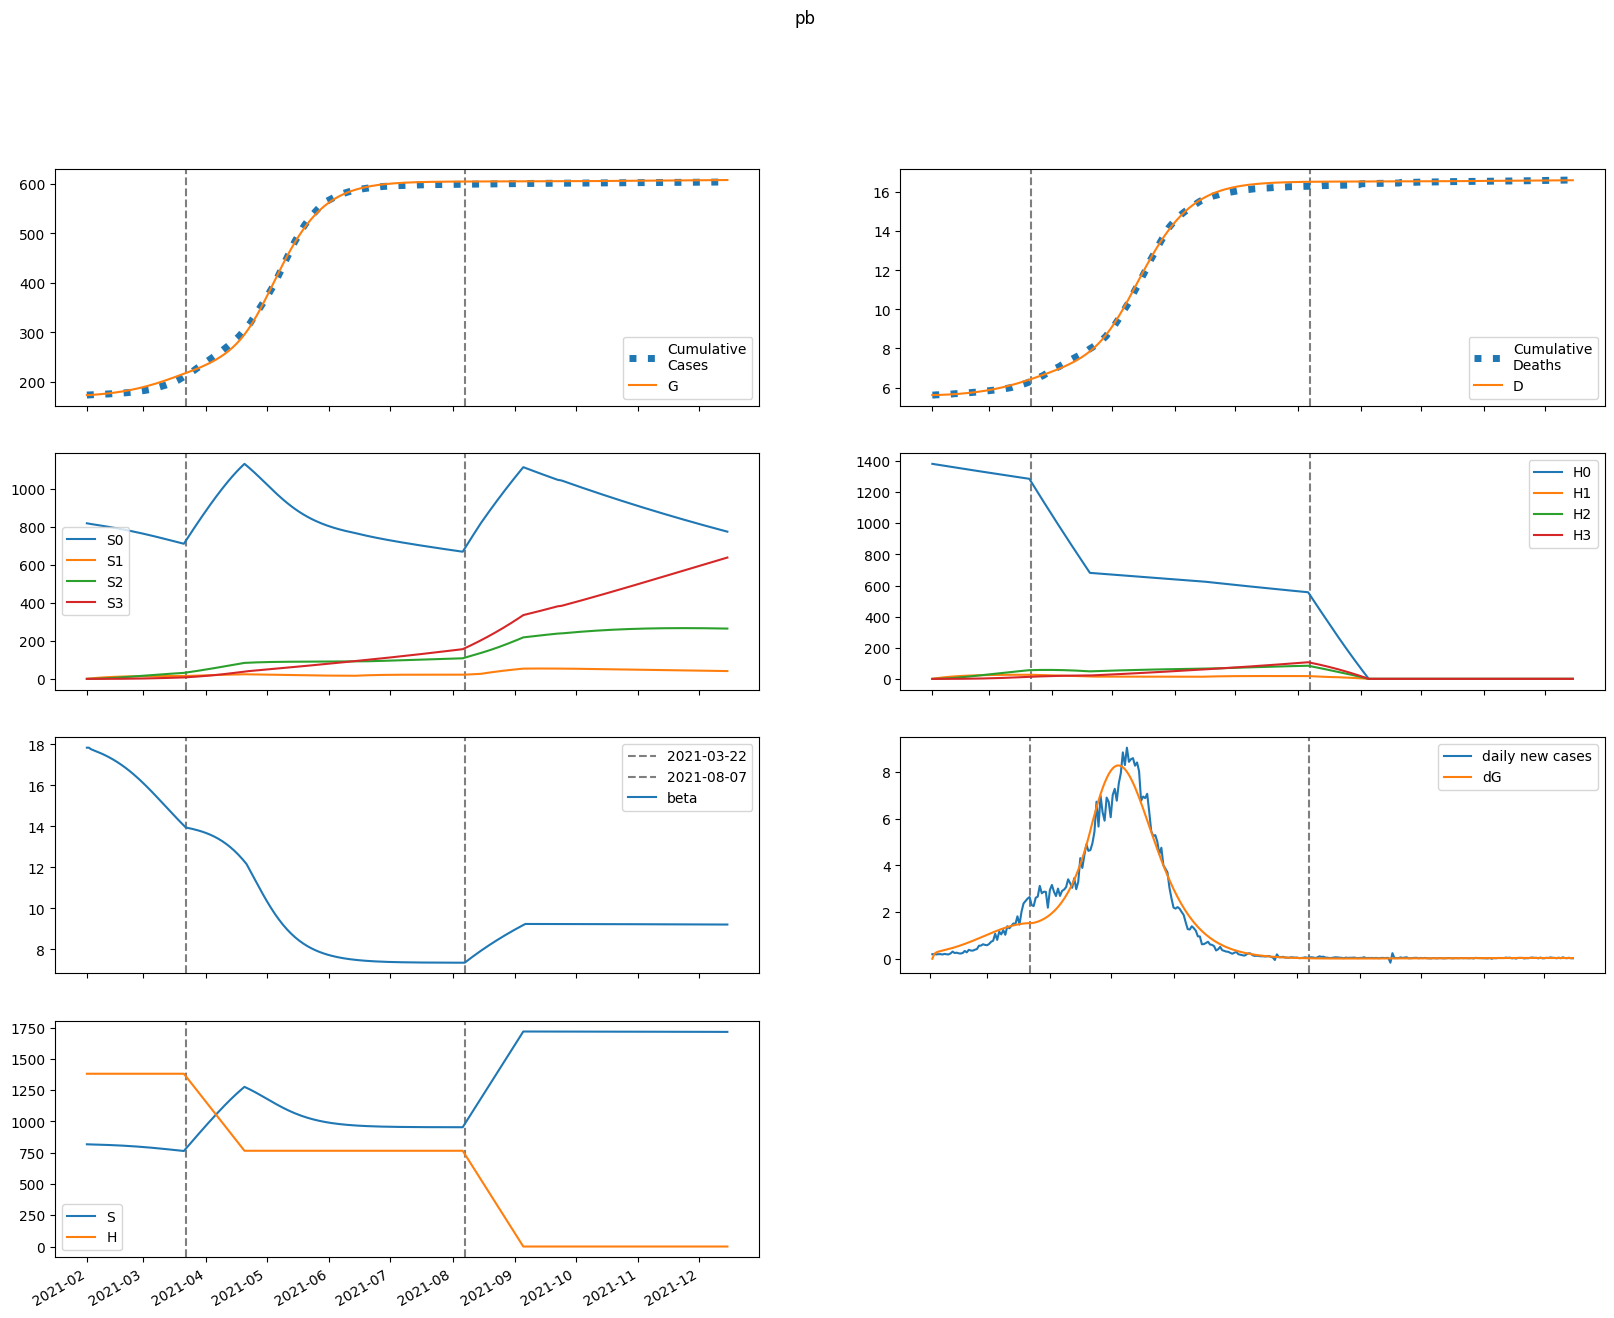 pb
600
500
400
300
200
Cumulative
Cases
G
16
14
12
10
8
6
Cumulative
Deaths
D
1000
800
600
400
200
0
S0
S1
S2
S3
1400
1200
1000
800
600
400
200
0
H0
H1
H2
H3
18
16
14
12
10
8
2021-03-22
2021-08-07
beta
8
6
4
2
0
daily new cases
dG
1750
1500
1250
1000
750
500
250
0
S
H
2021-02
2021-03
2021-04
2021-05
2021-06
2021-07
2021-08
2021-09
2021-10
2021-11
2021-12